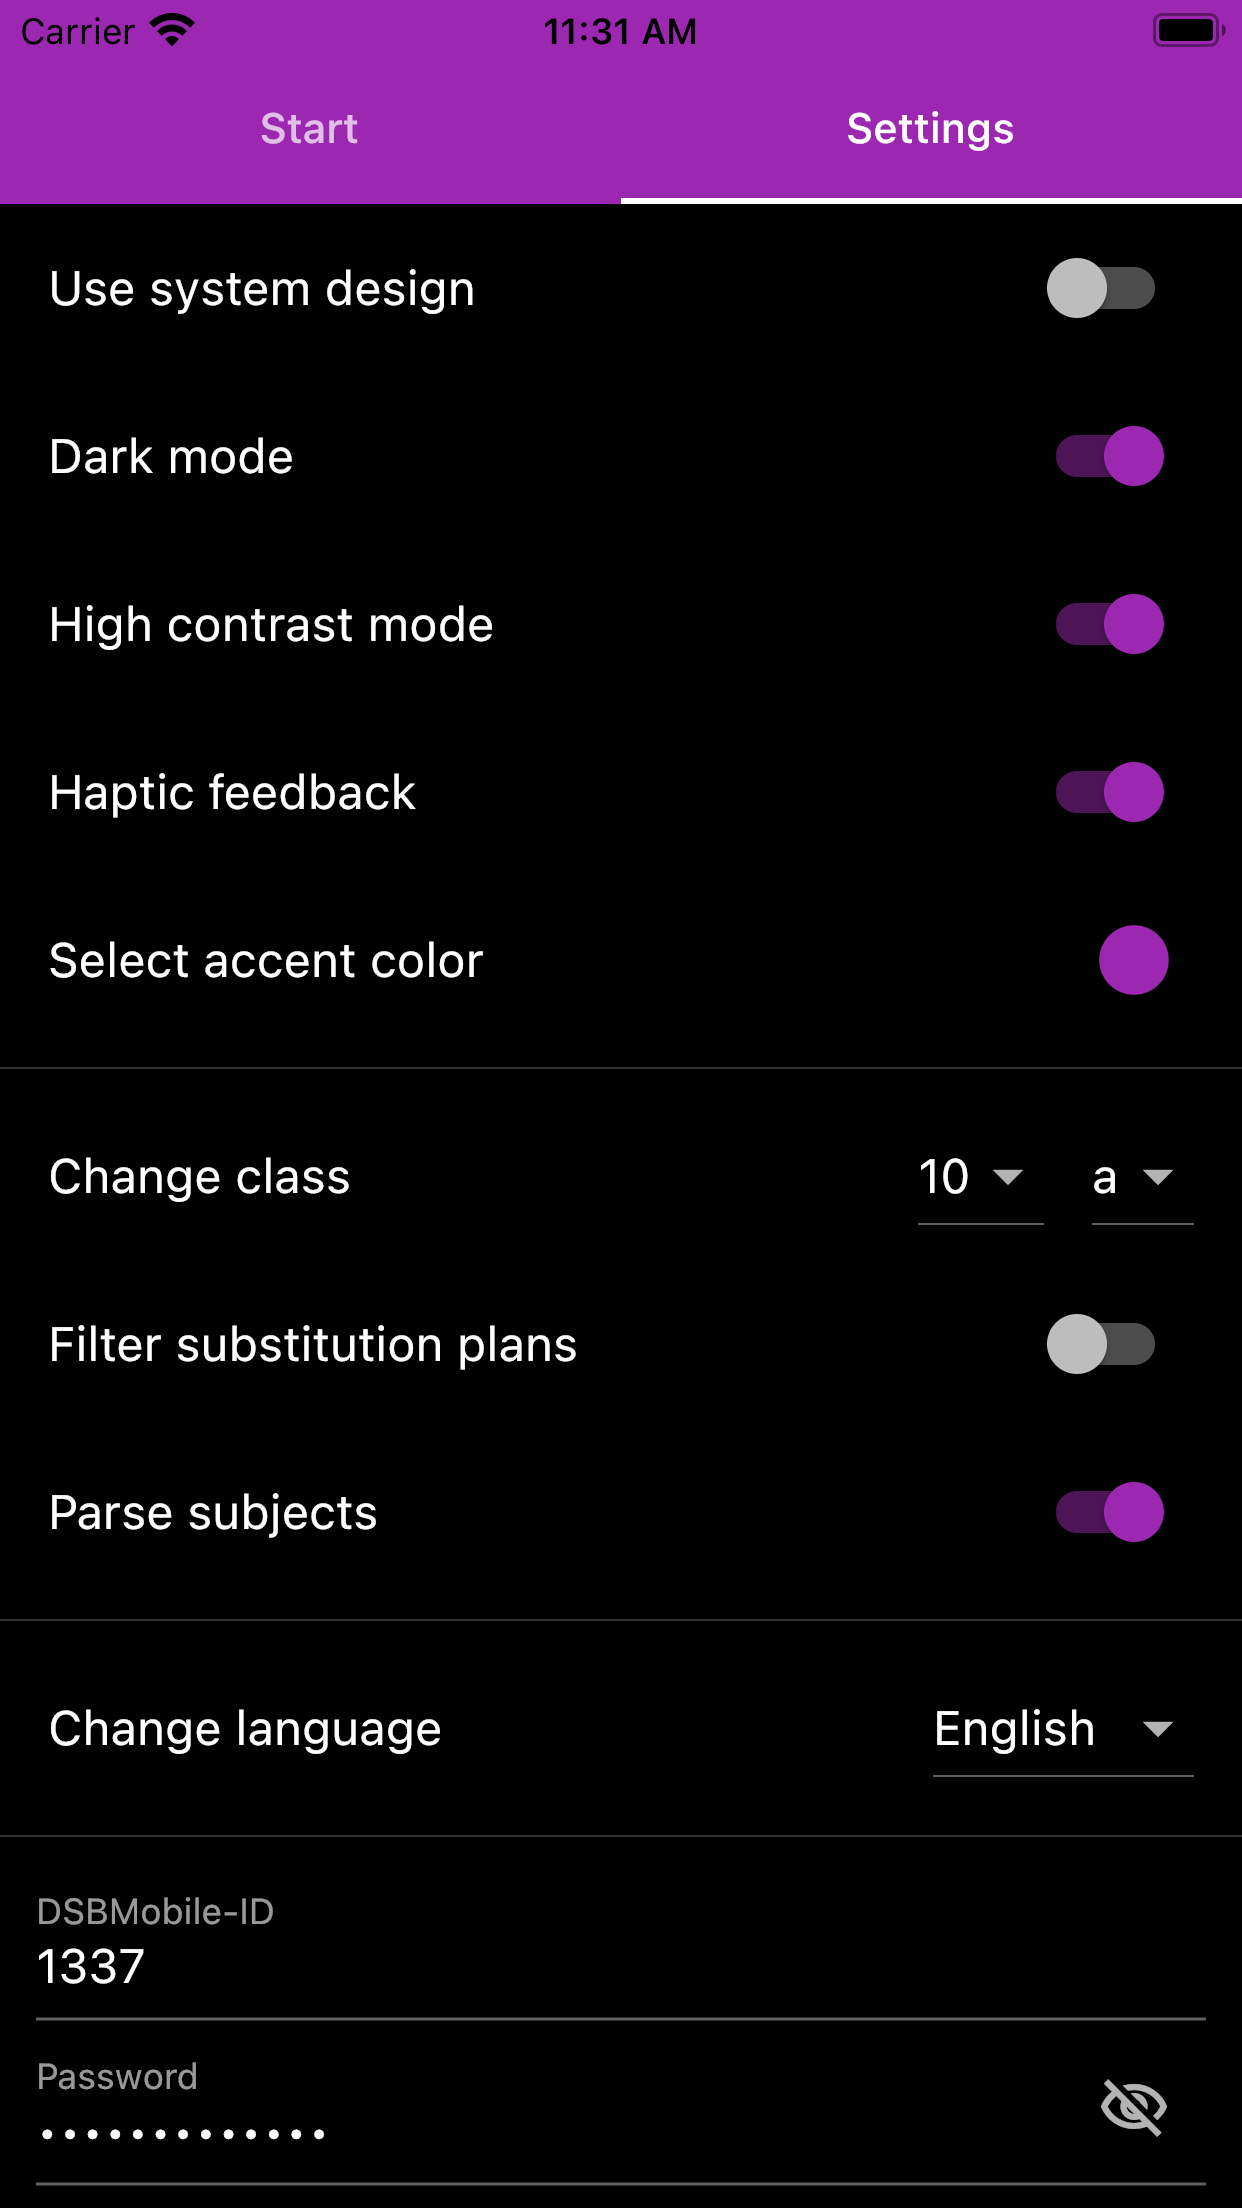 Carrier 11:31 AM
Start Settings
Use system design
Dark mode
High contrast mode
Haptic feedback
Select accent color
Change class 10 a
Filter substitution plans
Parse subjects
Change language English
DSBMobile-ID
1337
Password
•••••••••••••